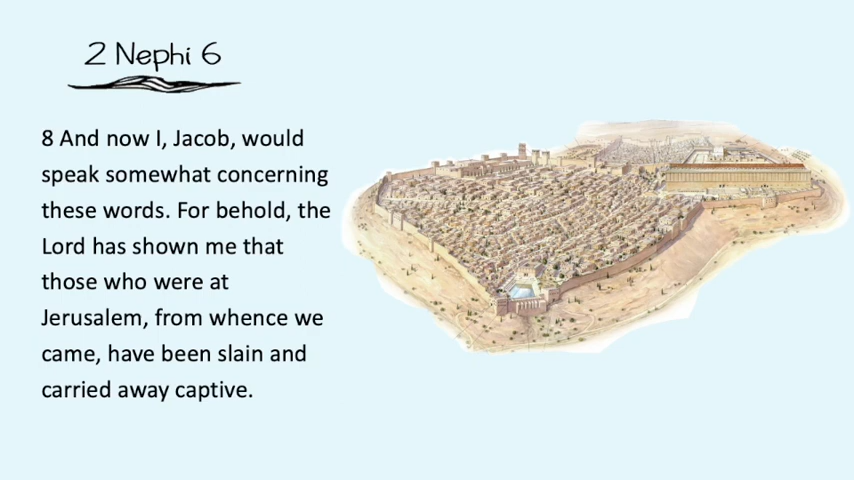 2 Nephi 6
8 And now I, Jacob, would
speak somewhat concerning
these words. For behold, the
Lord has shown me that
those who were at
Jerusalem, from whence we
came, have been slain and
carried away captive.